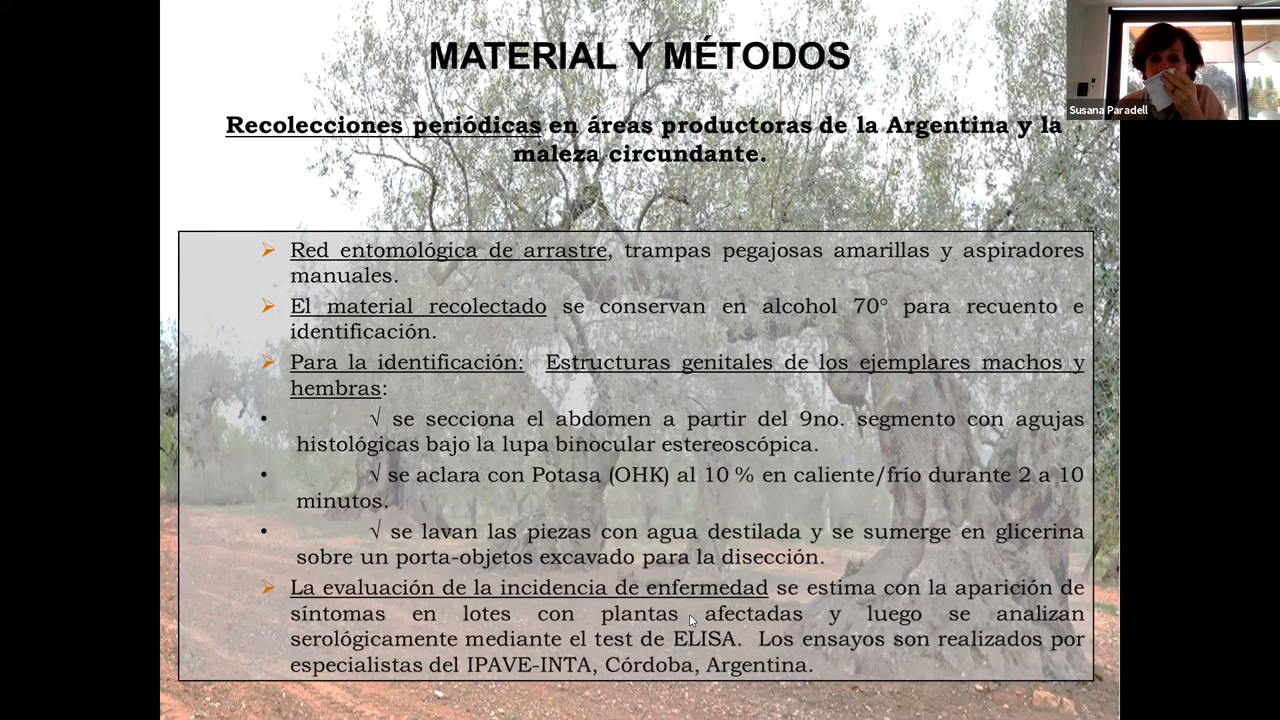 MATERIAL Y MÉTODOS
Susana Paradell
Recolecciones periódicas en áreas productoras de la Argentina y la
maleza circundante.
➢ Red entomológica de arrastre, trampas pegajosas amarillas y aspiradores
manuales.
➢ El material recolectado se conservan en alcohol 70° para recuento e
identificación.
➢ Para la identificación: Estructuras genitales de los ejemplares machos y
hembras:
• √ se secciona el abdomen a partir del 9no. segmento con agujas
histológicas bajo la lupa binocular estereoscópica.
• √ se aclara con Potasa (OHK) al 10 % en caliente/frío durante 2 a 10
minutos.
• √ se lavan las piezas con agua destilada y se sumerge en glicerina
sobre un porta-objetos excavado para la disección.
➢ La evaluación de la incidencia de enfermedad se estima con la aparición de
síntomas en lotes con plantas afectadas y luego se analizan
serológicamente mediante el test de ELISA. Los ensayos son realizados por
especialistas del IPAVE-INTA, Córdoba, Argentina.